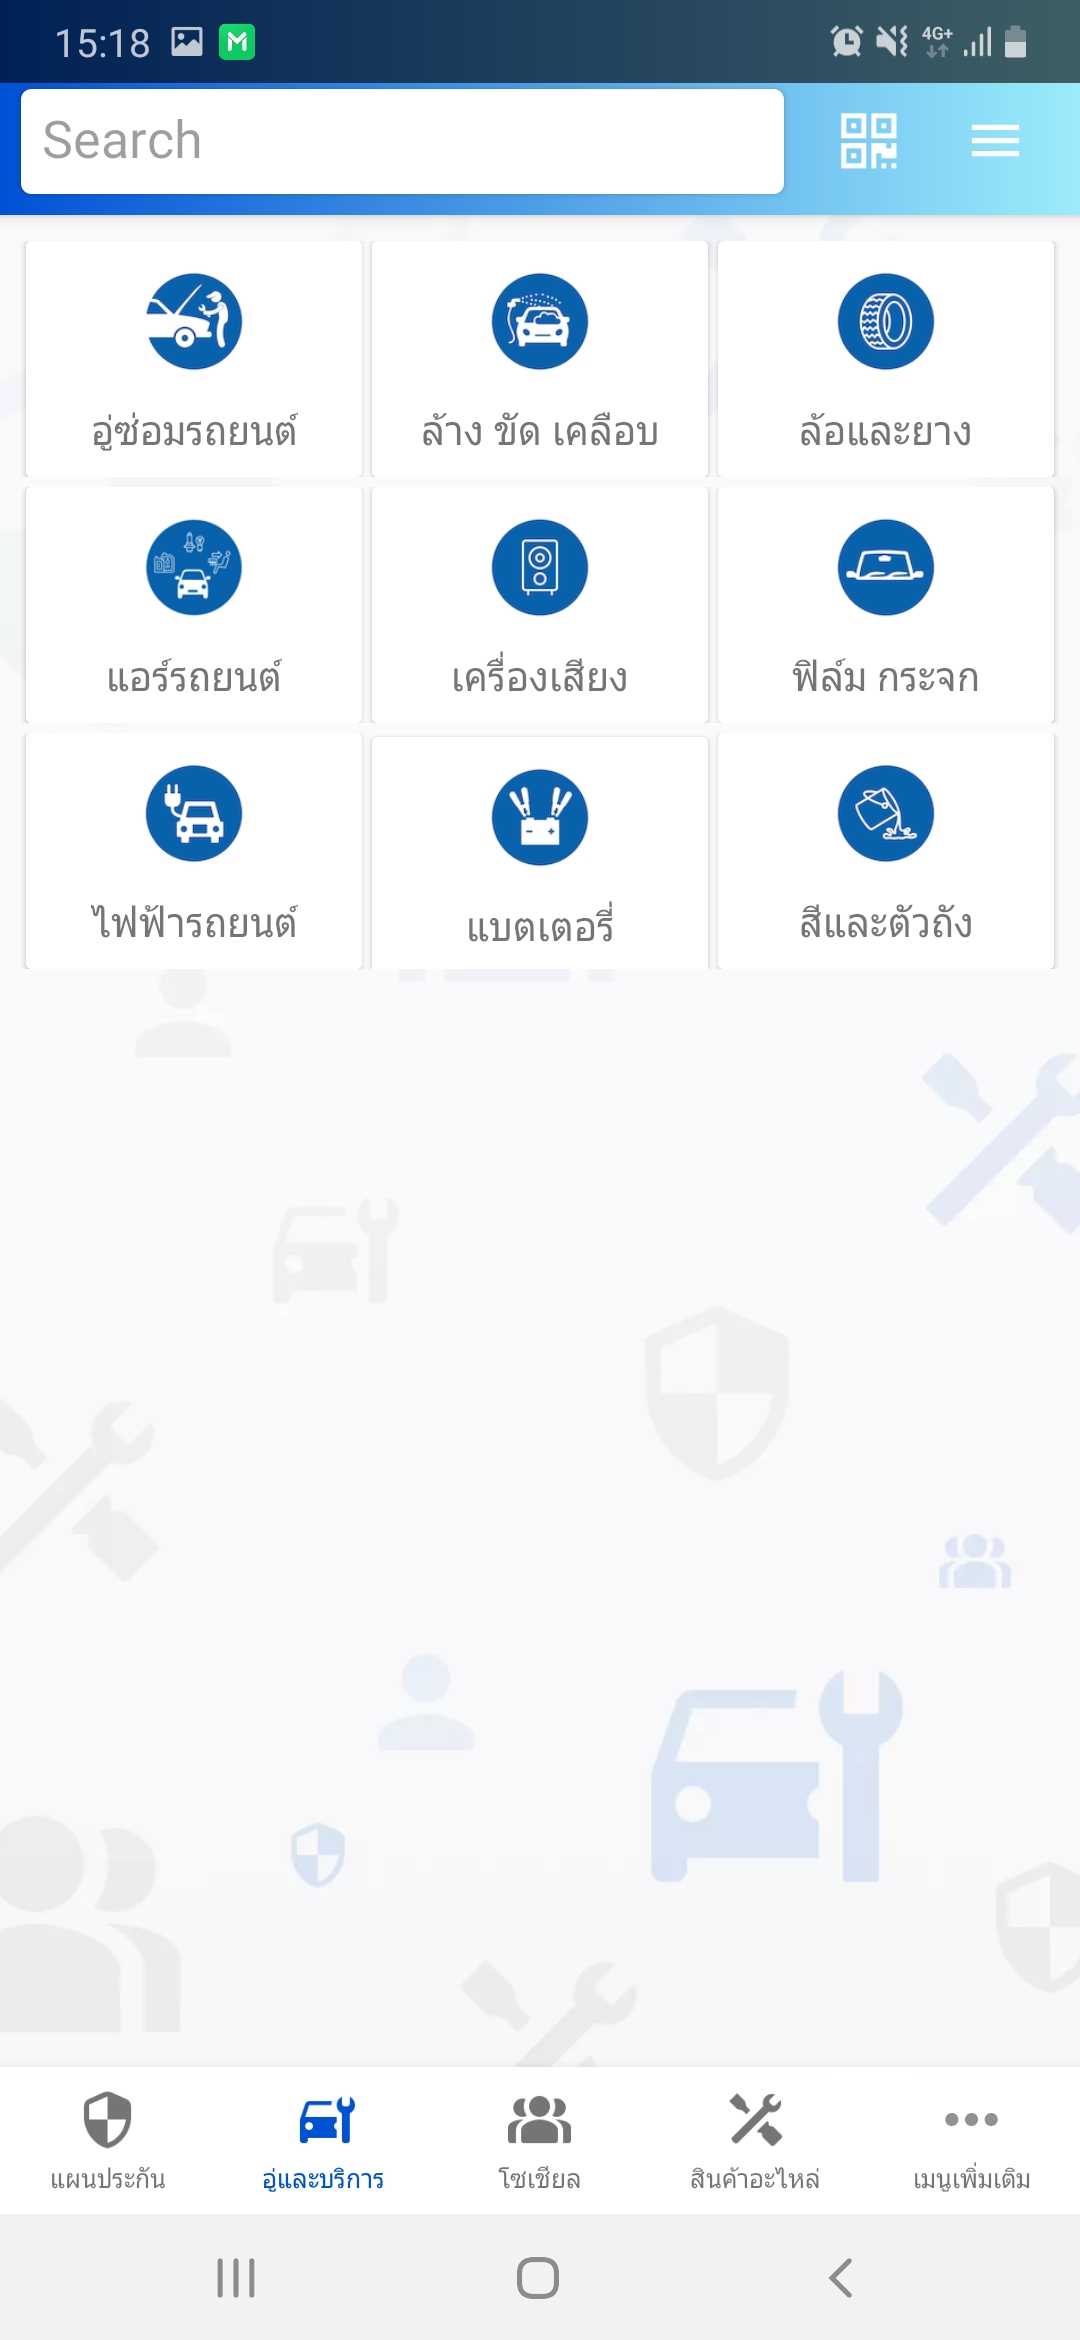 15:18
4G+
Search
อู่ซ่อมรถยนต์
ล้าง ขัด เคลือบ
ล้อและยาง
แอร์รถยนต์
เครื่องเสียง
ฟิล์ม กระจก
ไฟฟ้ารถยนต์
แบตเตอรี่
สีและตัวถัง
แผนประกัน
อู่และบริการ
โซเชียล
สินค้าอะไหล่
เมนูเพิ่มเติม